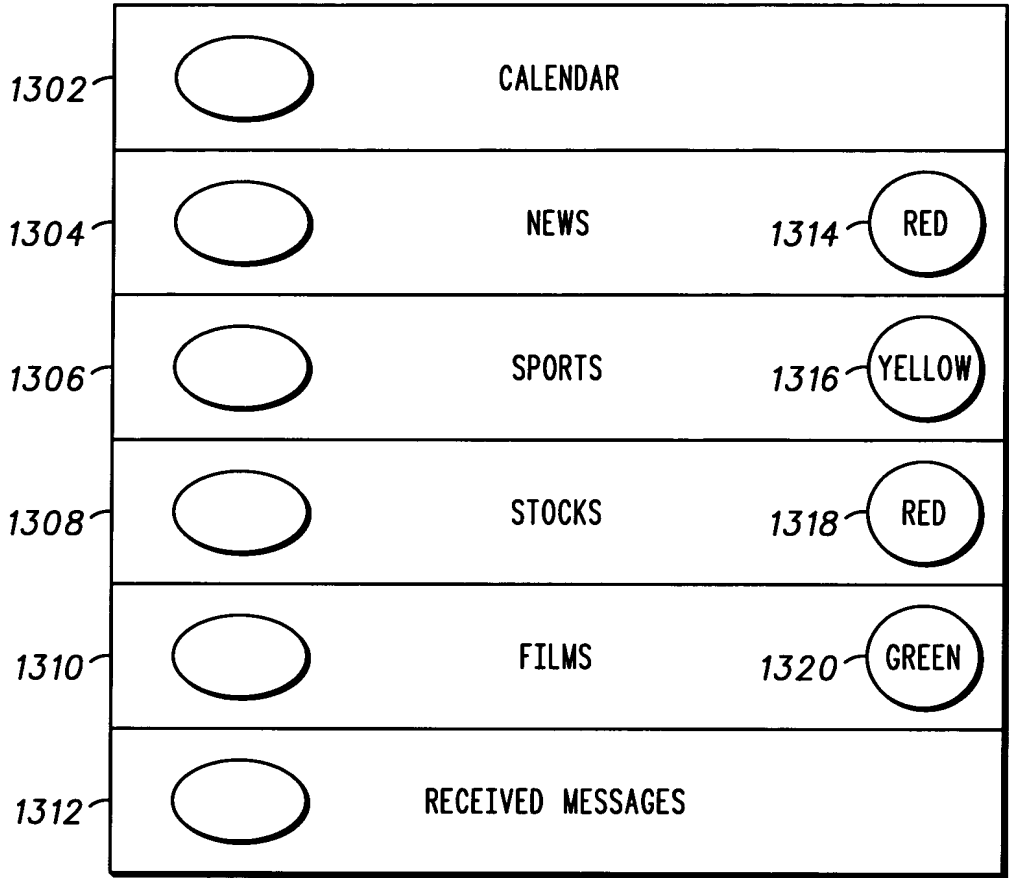 1302 CALENDAR
1304 NEWS 1314 RED
1306 SPORTS 1316 YELLOW
1308 STOCKS 1318 RED
1310 FILMS 1320 GREEN
1312 RECEIVED MESSAGES